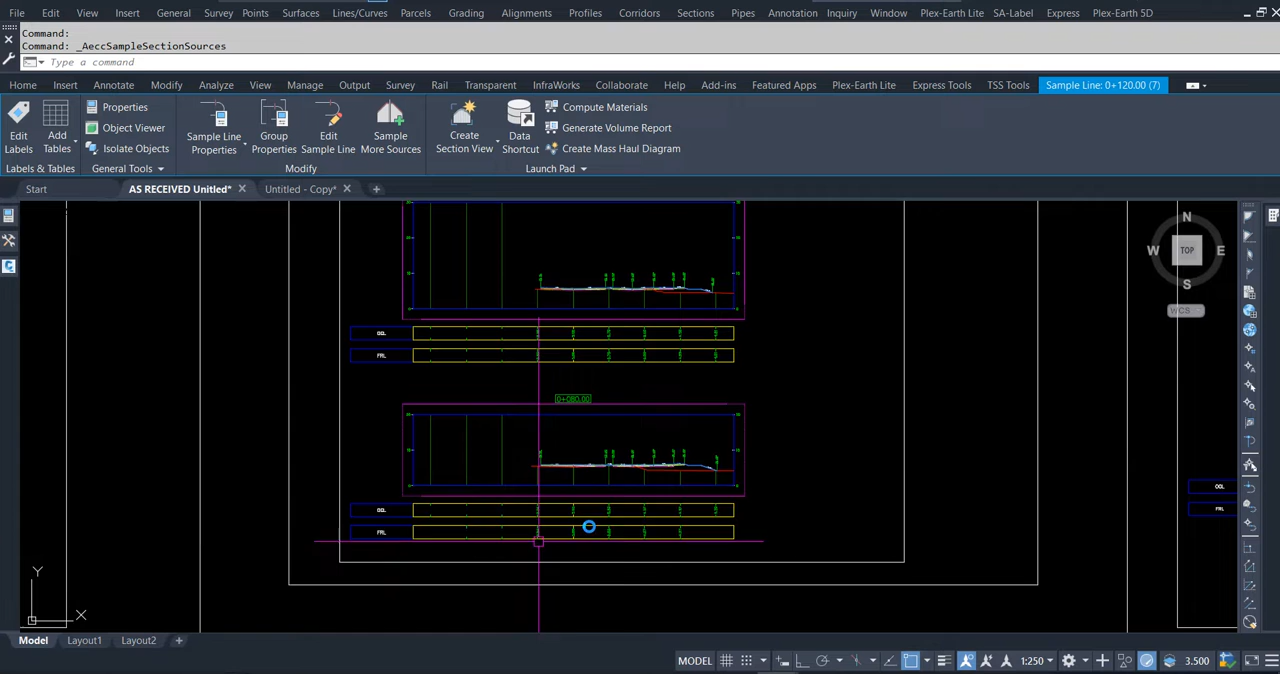 File Edit View Insert General Survey Points Surfaces Lines/Curves Parcels Grading Alignments Profiles Corridors Sections Pipes Annotation Inquiry Window Plex-Earth Lite SA-Label Express Plex-Earth 5D
Command:
Command: _AeccSampleSectionSources
Type a command
Home Insert Annotate Modify Analyze View Manage Output Survey Rail Transparent InfraWorks Collaborate Help Add-ins Featured Apps Plex-Earth Lite Express Tools TSS Tools Sample Line: 0+120.00 (7)
Edit Labels
Add Tables
Properties
Object Viewer
Isolate Objects
Sample Line Properties
Group Properties
Edit Sample Line
Sample More Sources
Create Section View
Data Shortcut
Compute Materials
Generate Volume Report
Create Mass Haul Diagram
Labels & Tables General Tools Modify Launch Pad
Start AS RECEIVED Unitled* Untitled - Copy*
N
W TOP E
S
WCS
OGL
FRL
0+080.00
OGL
FRL
OGL
FRL
Y
X
Model Layout1 Layout2
MODEL 1:250 3.500